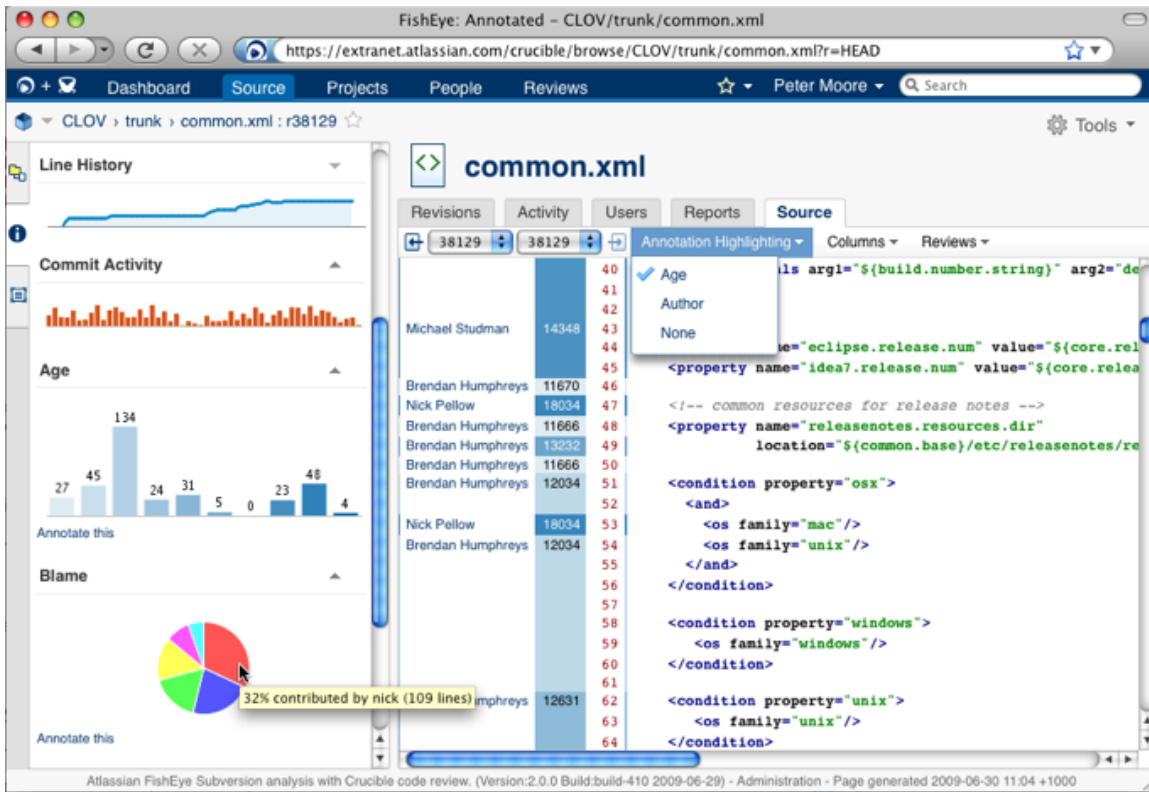 FishEye: Annotated – CLOV/trunk/common.xml
https://extranet.atlassian.com/crucible/browse/CLOV/trunk/common.xml?r=HEAD
+ Dashboard Source Projects People Reviews Peter Moore Search
CLOV › trunk › common.xml : r38129
Tools
Line History
Commit Activity
Age
134
27 45 24 31 5 0 23 48 4
Annotate this
Blame
32% contributed by nick (109 lines)
Annotate this
common.xml
Revisions Activity Users Reports Source
38129 38129 Annotation Highlighting Columns Reviews
Age
Author
None
40 ls arg1="${build.number.string}" arg2="de
41
42
Michael Studman 14348 43
44 me="eclipse.release.num" value="${core.rel
45 <property name="idea7.release.num" value="${core.relea
Brendan Humphreys 11670 46
Nick Pellow 18034 47 <!-- common resources for release notes -->
Brendan Humphreys 11666 48 <property name="releasenotes.resources.dir"
Brendan Humphreys 13232 49 location="${common.base}/etc/releasenotes/re
Brendan Humphreys 11666 50
Brendan Humphreys 12034 51 <condition property="osx">
52 <and>
Nick Pellow 18034 53 <os family="mac"/>
Brendan Humphreys 12034 54 <os family="unix"/>
55 </and>
56 </condition>
57
58 <condition property="windows">
59 <os family="windows"/>
60 </condition>
61
mphreys 12631 62 <condition property="unix">
63 <os family="unix"/>
64 </condition>
Atlassian FishEye Subversion analysis with Crucible code review. (Version:2.0.0 Build:build-410 2009-06-29) - Administration - Page generated 2009-06-30 11:04 +1000